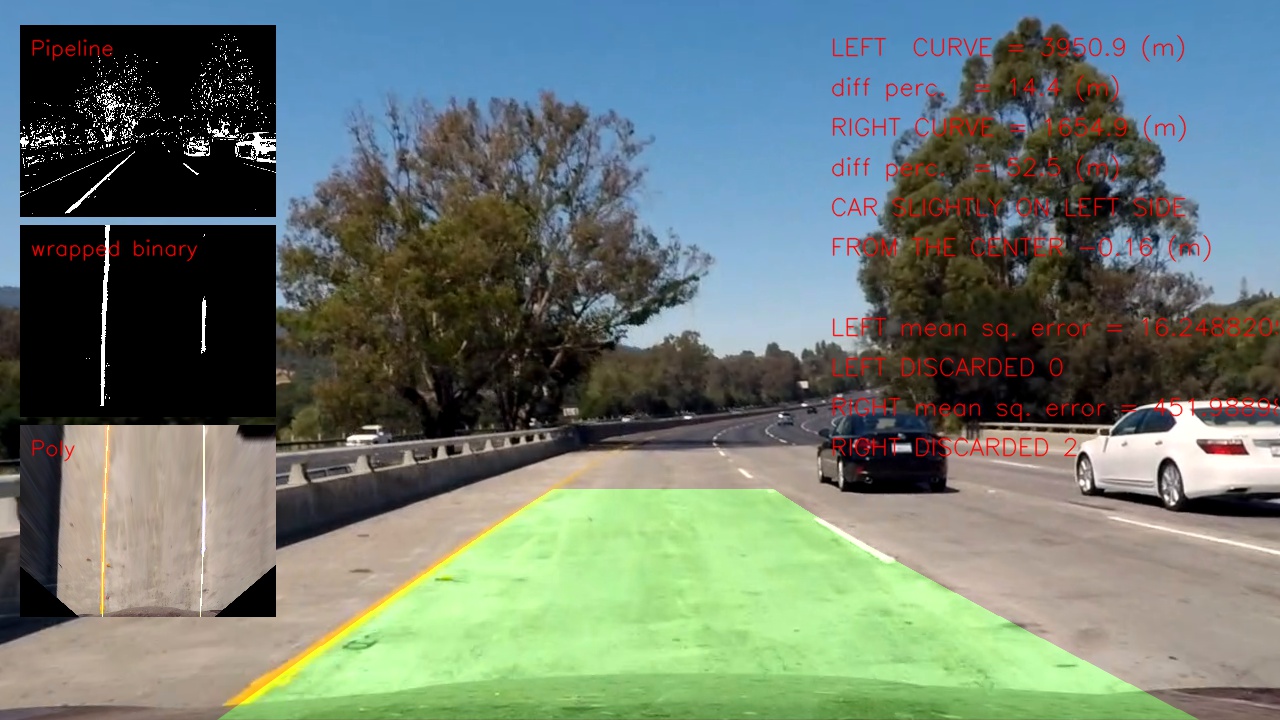 Pipeline
wrapped binary
Poly
LEFT CURVE = 3950.9 (m)
diff perc. = 14.4 (m)
RIGHT CURVE = 1654.9 (m)
diff perc. = 52.5 (m)
CAR SLIGHTLY ON LEFT SIDE
FROM THE CENTER -0.16 (m)
LEFT mean sq. error = 16.248820
LEFT DISCARDED 0
RIGHT mean sq. error = 451.9889
RIGHT DISCARDED 2